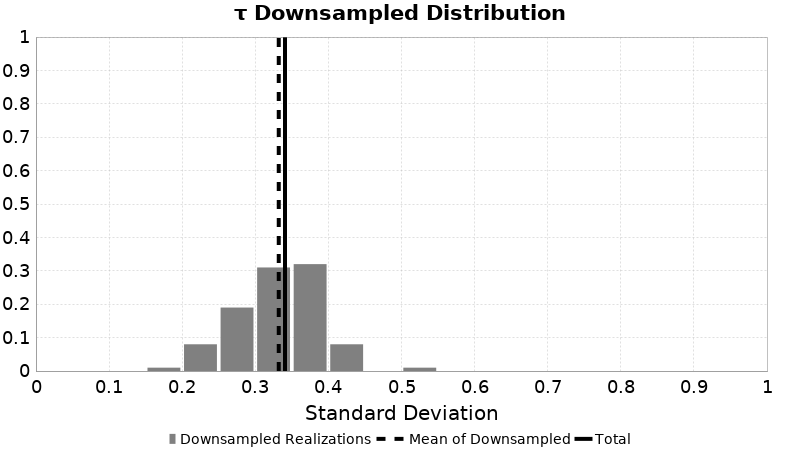 τ Downsampled Distribution
1
0.9
0.8
0.7
0.6
0.5
0.4
0.3
0.2
0.1
0
0 0.1 0.2 0.3 0.4 0.5 0.6 0.7 0.8 0.9 1
Standard Deviation
Downsampled Realizations Mean of Downsampled Total